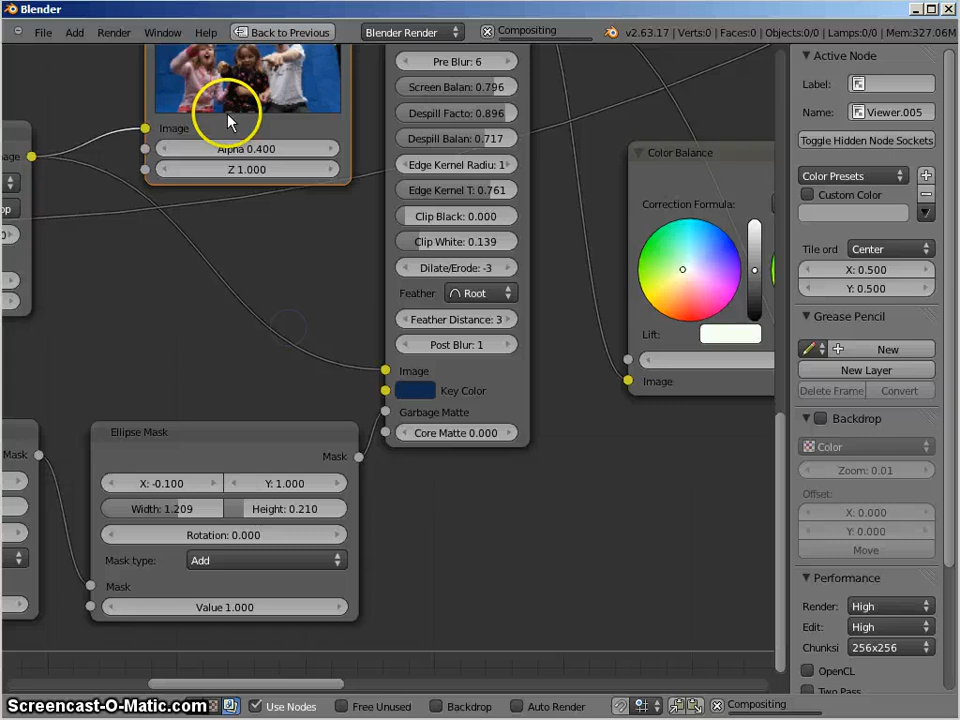 Blender
File Add Render Window Help Back to Previous Blender Render Compositing v2.63.17 | Verts:0 | Faces:0 | Objects:0 | Lamps:0/0 | Mem:327.06M
Image
Alpha 0.400
Z 1.000
Pre Blur: 6
Screen Balan: 0.796
Despill Facto: 0.896
Despill Balan: 0.717
Edge Kernel Radiu: 1
Edge Kernel T: 0.761
Clip Black: 0.000
Clip White: 0.139
Dilate/Erode: -3
Feather Root
Feather Distance: 3
Post Blur: 1
Image
Key Color
Garbage Matte
Core Matte 0.000
Mask
Ellipse Mask
Mask
X: -0.100 Y: 1.000
Width: 1.209 Height: 0.210
Rotation: 0.000
Mask type: Add
Mask
Value 1.000
Color Balance
Correction Formula:
Lift:
Image
Active Node
Label:
Name: Viewer.005
Toggle Hidden Node Sockets
Color Presets
Custom Color
Tile ord Center
X: 0.500
Y: 0.500
Grease Pencil
New
New Layer
Delete Frame Convert
Backdrop
Color
Zoom: 0.01
Offset:
X: 0.000
Y: 0.000
Move
Performance
Render: High
Edit: High
Chunksi 256x256
OpenCL
Two Pass
Screencast-O-Matic.com Use Nodes Free Unused Backdrop Auto Render Compositing